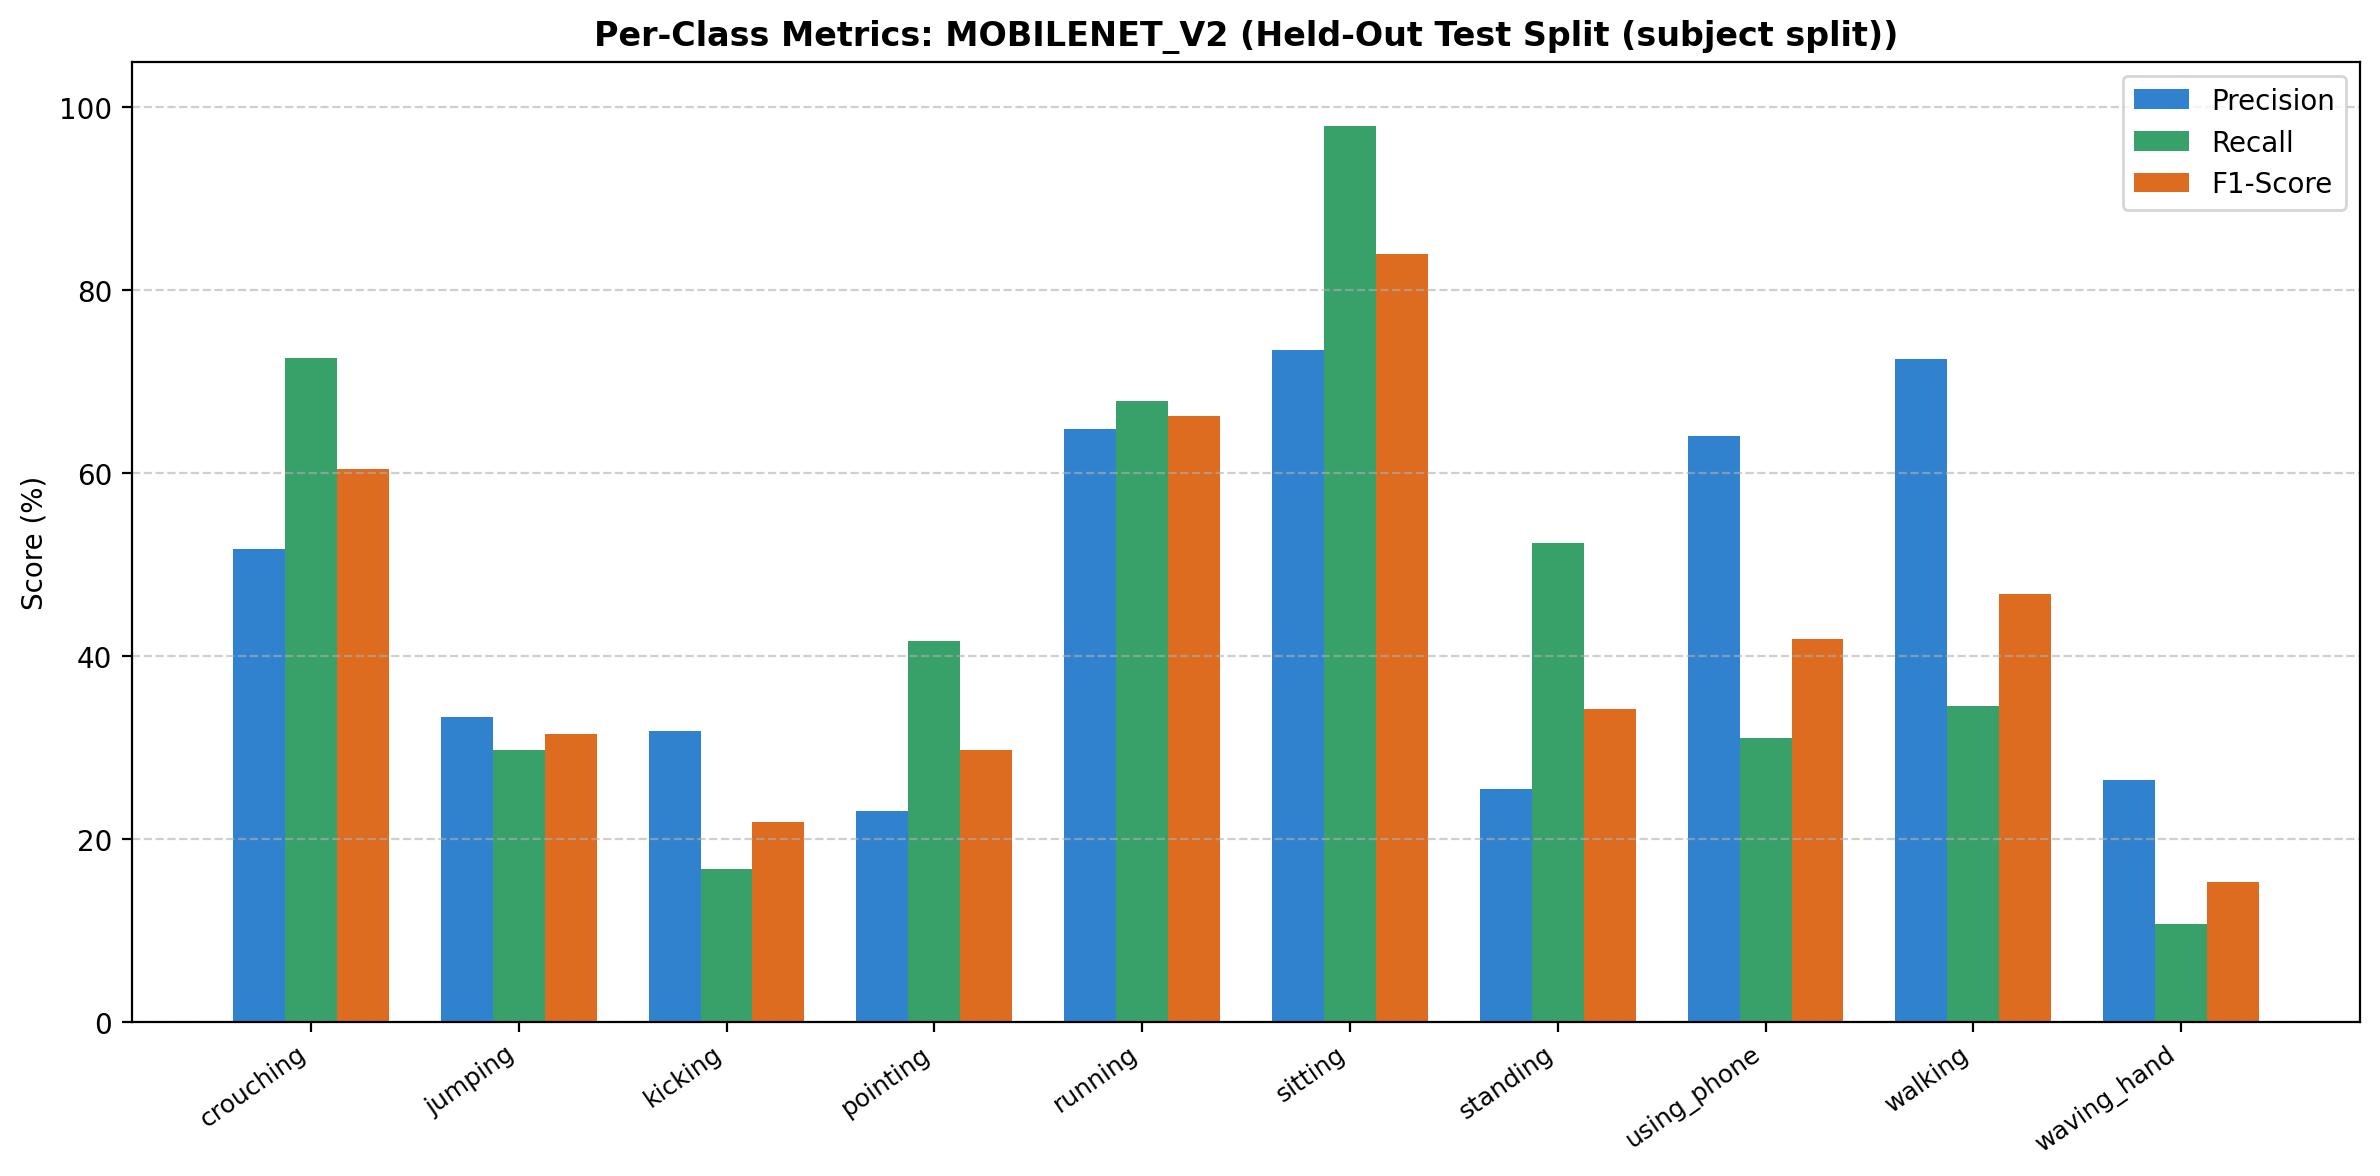 Per-Class Metrics: MOBILENET_V2 (Held-Out Test Split (subject split))
Precision
Recall
F1-Score
Score (%)
100
80
60
40
20
0
crouching
jumping
kicking
pointing
running
sitting
standing
using_phone
walking
waving_hand